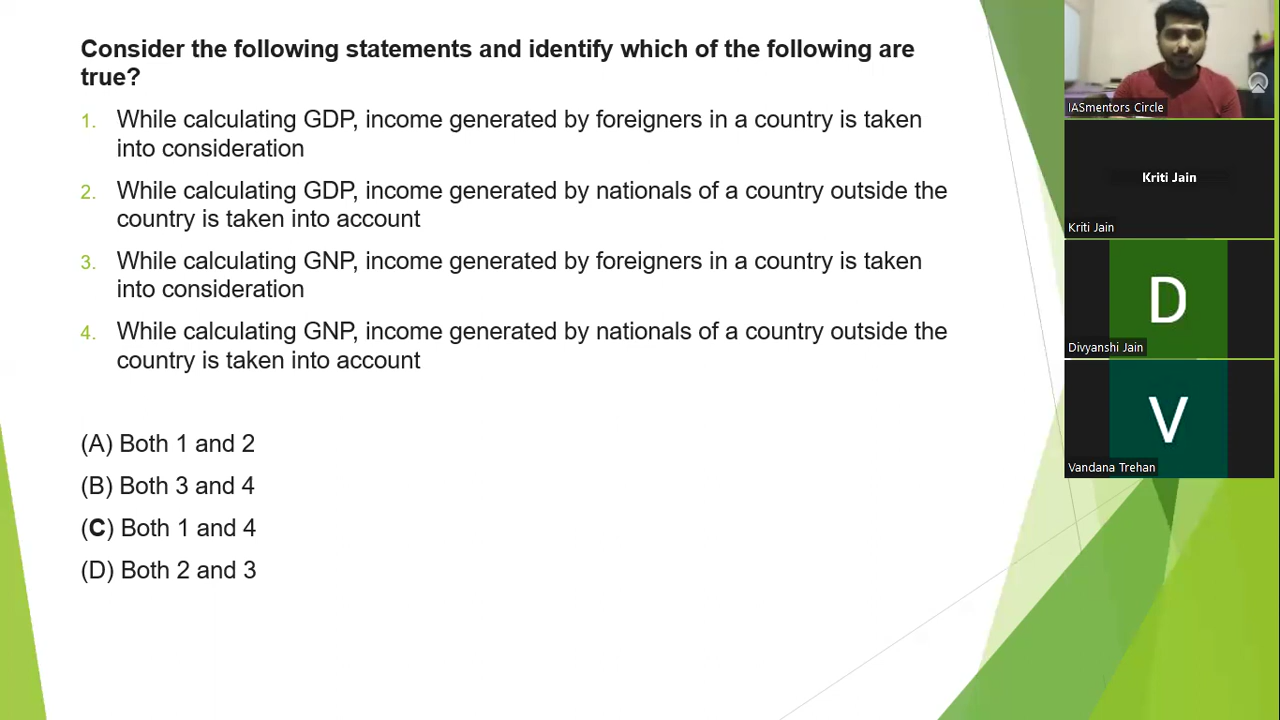 Consider the following statements and identify which of the following are
true?
1. While calculating GDP, income generated by foreigners in a country is taken
into consideration
2. While calculating GDP, income generated by nationals of a country outside the
country is taken into account
3. While calculating GNP, income generated by foreigners in a country is taken
into consideration
4. While calculating GNP, income generated by nationals of a country outside the
country is taken into account
(A) Both 1 and 2
(B) Both 3 and 4
(C) Both 1 and 4
(D) Both 2 and 3
IASmentors Circle
Kriti Jain
Kriti Jain
D
Divyanshi Jain
V
Vandana Trehan